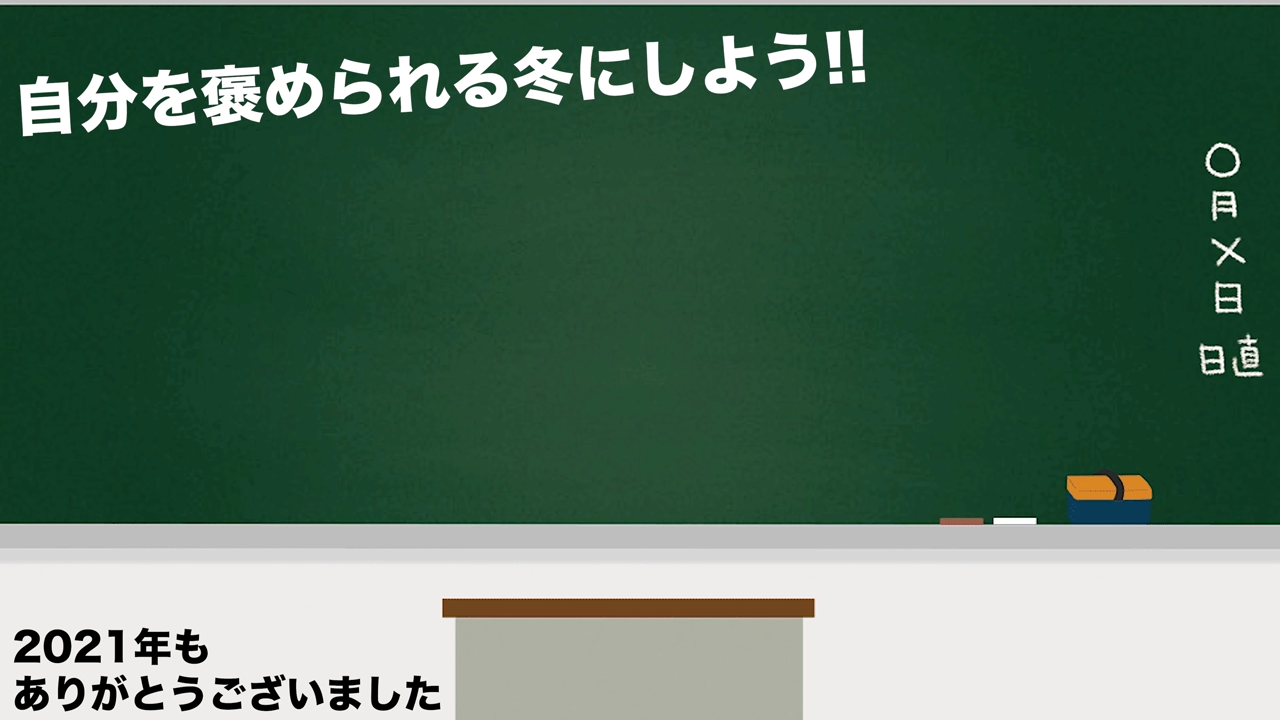 自分を褒められる冬にしよう!!
〇月×日
日直
2021年も
ありがとうございました